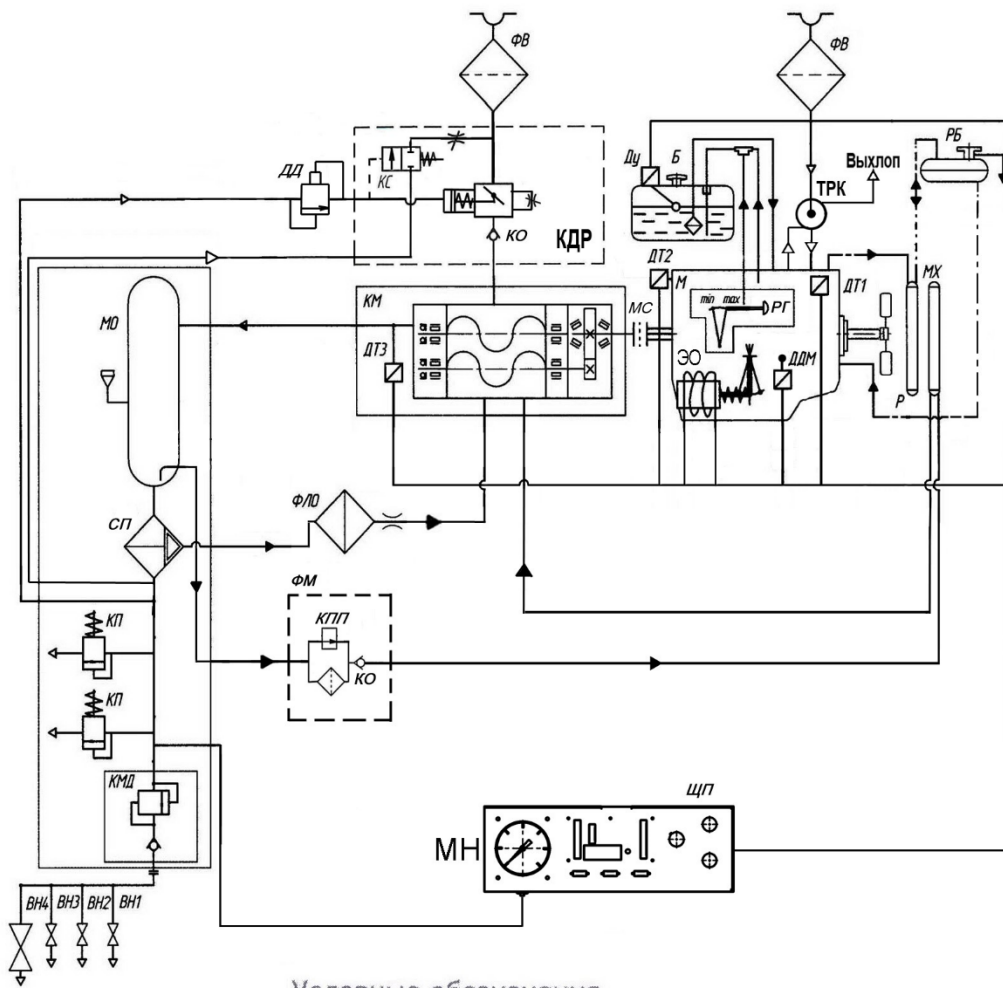 ФВ
ФВ
КС
ДД
КО
КДР
Ду
Б
Выхлоп
РБ
ТРК
ДТ2
М
ДТ1
МХ
КМ
МС
min max
РГ
МО
ДТ3
ЭО
ДДМ
Р
СП
ФЛО
ФМ
КПП
КО
КП
КП
КМД
ЩП
МН
ВН4
ВН3
ВН2
ВН1
Условные обозначения